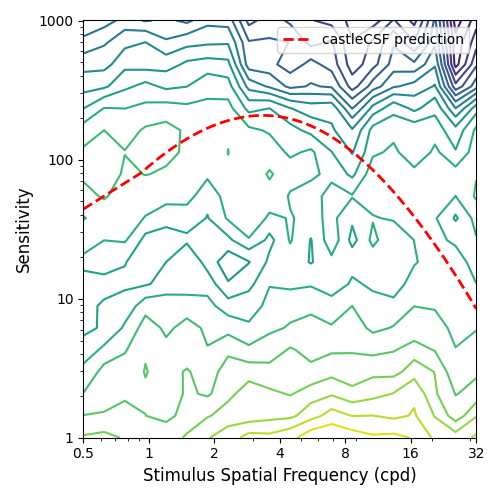 1000
castleCSF prediction
100
10
1
Sensitivity
0.5 1 2 4 8 16 32
Stimulus Spatial Frequency (cpd)